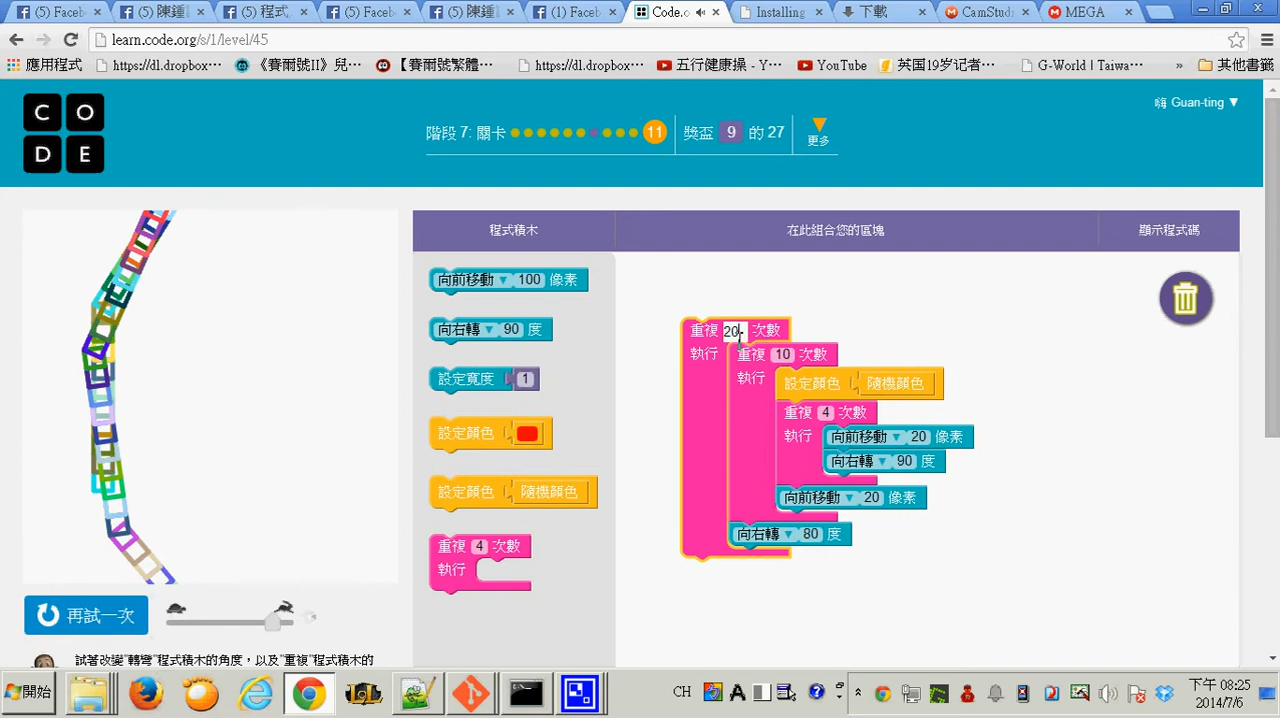 (5) Faceb
(5) 陳鍾
(5) 程式,
(5) Faceb
(5) 陳鍾
(1) Faceb
Code.o
Installing
下載
CamStud
MEGA
learn.code.org/s/1/level/45
應用程式
https://dl.dropbox…
《賽爾號II》兒…
【賽爾號繁體…
https://dl.dropbox…
五行健康操 - Y…
YouTube
英国19岁记者…
G-World | Taiwa…
»
其他書籤
C O
D E
嗨 Guan-ting ▼
階段 7: 關卡 11 獎盃 9 的 27
更多
程式積木
在此組合您的區塊
顯示程式碼
向前移動 100 像素
向右轉 90 度
設定寬度 1
設定顏色
設定顏色 隨機顏色
重複 4 次數
執行
重複 20 次數
執行
重複 10 次數
執行
設定顏色 隨機顏色
重複 4 次數
執行
向前移動 20 像素
向右轉 90 度
向前移動 20 像素
向右轉 80 度
再試一次
試著改變"轉彎"程式積木的角度，以及"重複"程式積木的
開始
CH
下午 08:25
2014/7/6